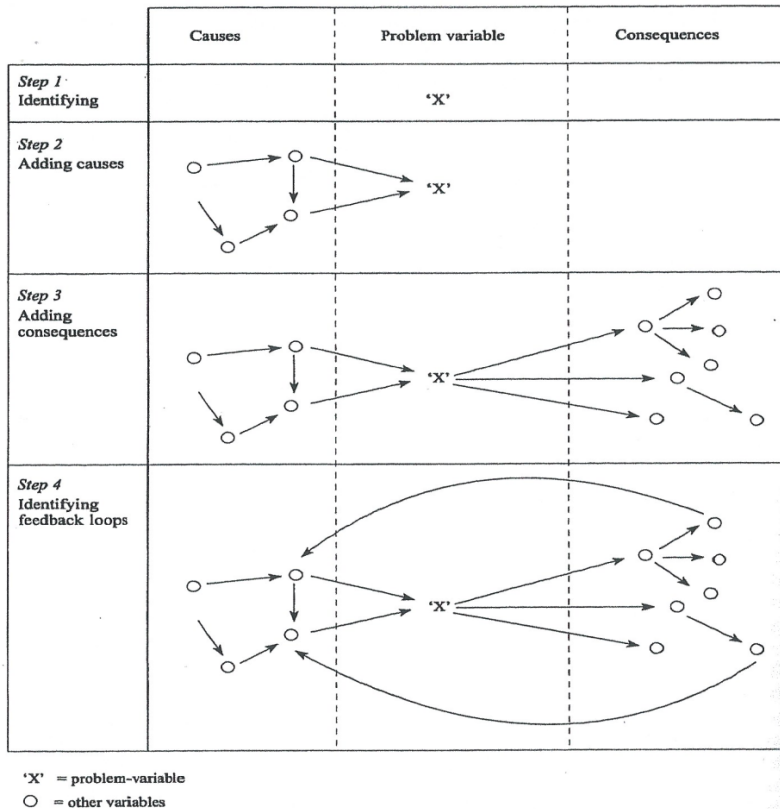 Causes Problem variable Consequences
Step 1
Identifying
'X'
Step 2
Adding causes
'X'
Step 3
Adding
consequences
'X'
Step 4
Identifying
feedback loops
'X'
'X' = problem-variable
O = other variables